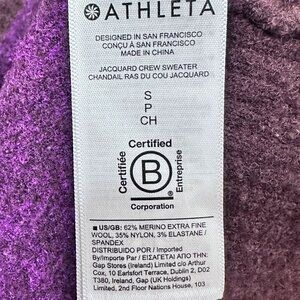 ATHLETA
DESIGNED IN SAN FRANCISCO
CONÇU À SAN FRANCISCO
MADE IN CHINA
JACQUARD CREW SWEATER
CHANDAIL RAS DU COU JACQUARD
S
P
CH
Certified
Certifiée
B
Entreprise
Corporation
US/GB: 62% MERINO EXTRA FINE
WOOL, 35% NYLON, 3% ELASTANE /
SPANDEX
DISTRIBUIDO POR / Imported
By/Importe Par / ΕΙΣΑΓΕΤΑΙ ΑΠΟ:
Gap Stores (Ireland) Limited c/o Arthur
Cox, 10 Earlsfort Terrace, Dublin 2, D02
T380, Ireland, Gap (UK Holdings)
Limited, 2nd Floor Nations House, 103